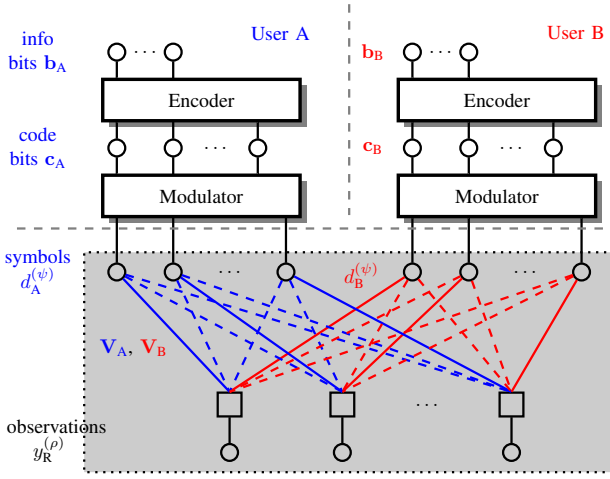 info
bits b_A
· · ·
User A
b_B
· · ·
User B
Encoder
Encoder
code
bits c_A
· · ·
c_B
· · ·
Modulator
Modulator
symbols
d_A^(ψ)
· · ·
d_B^(ψ)
· · ·
V_A, V_B
· · ·
observations
y_R^(ρ)